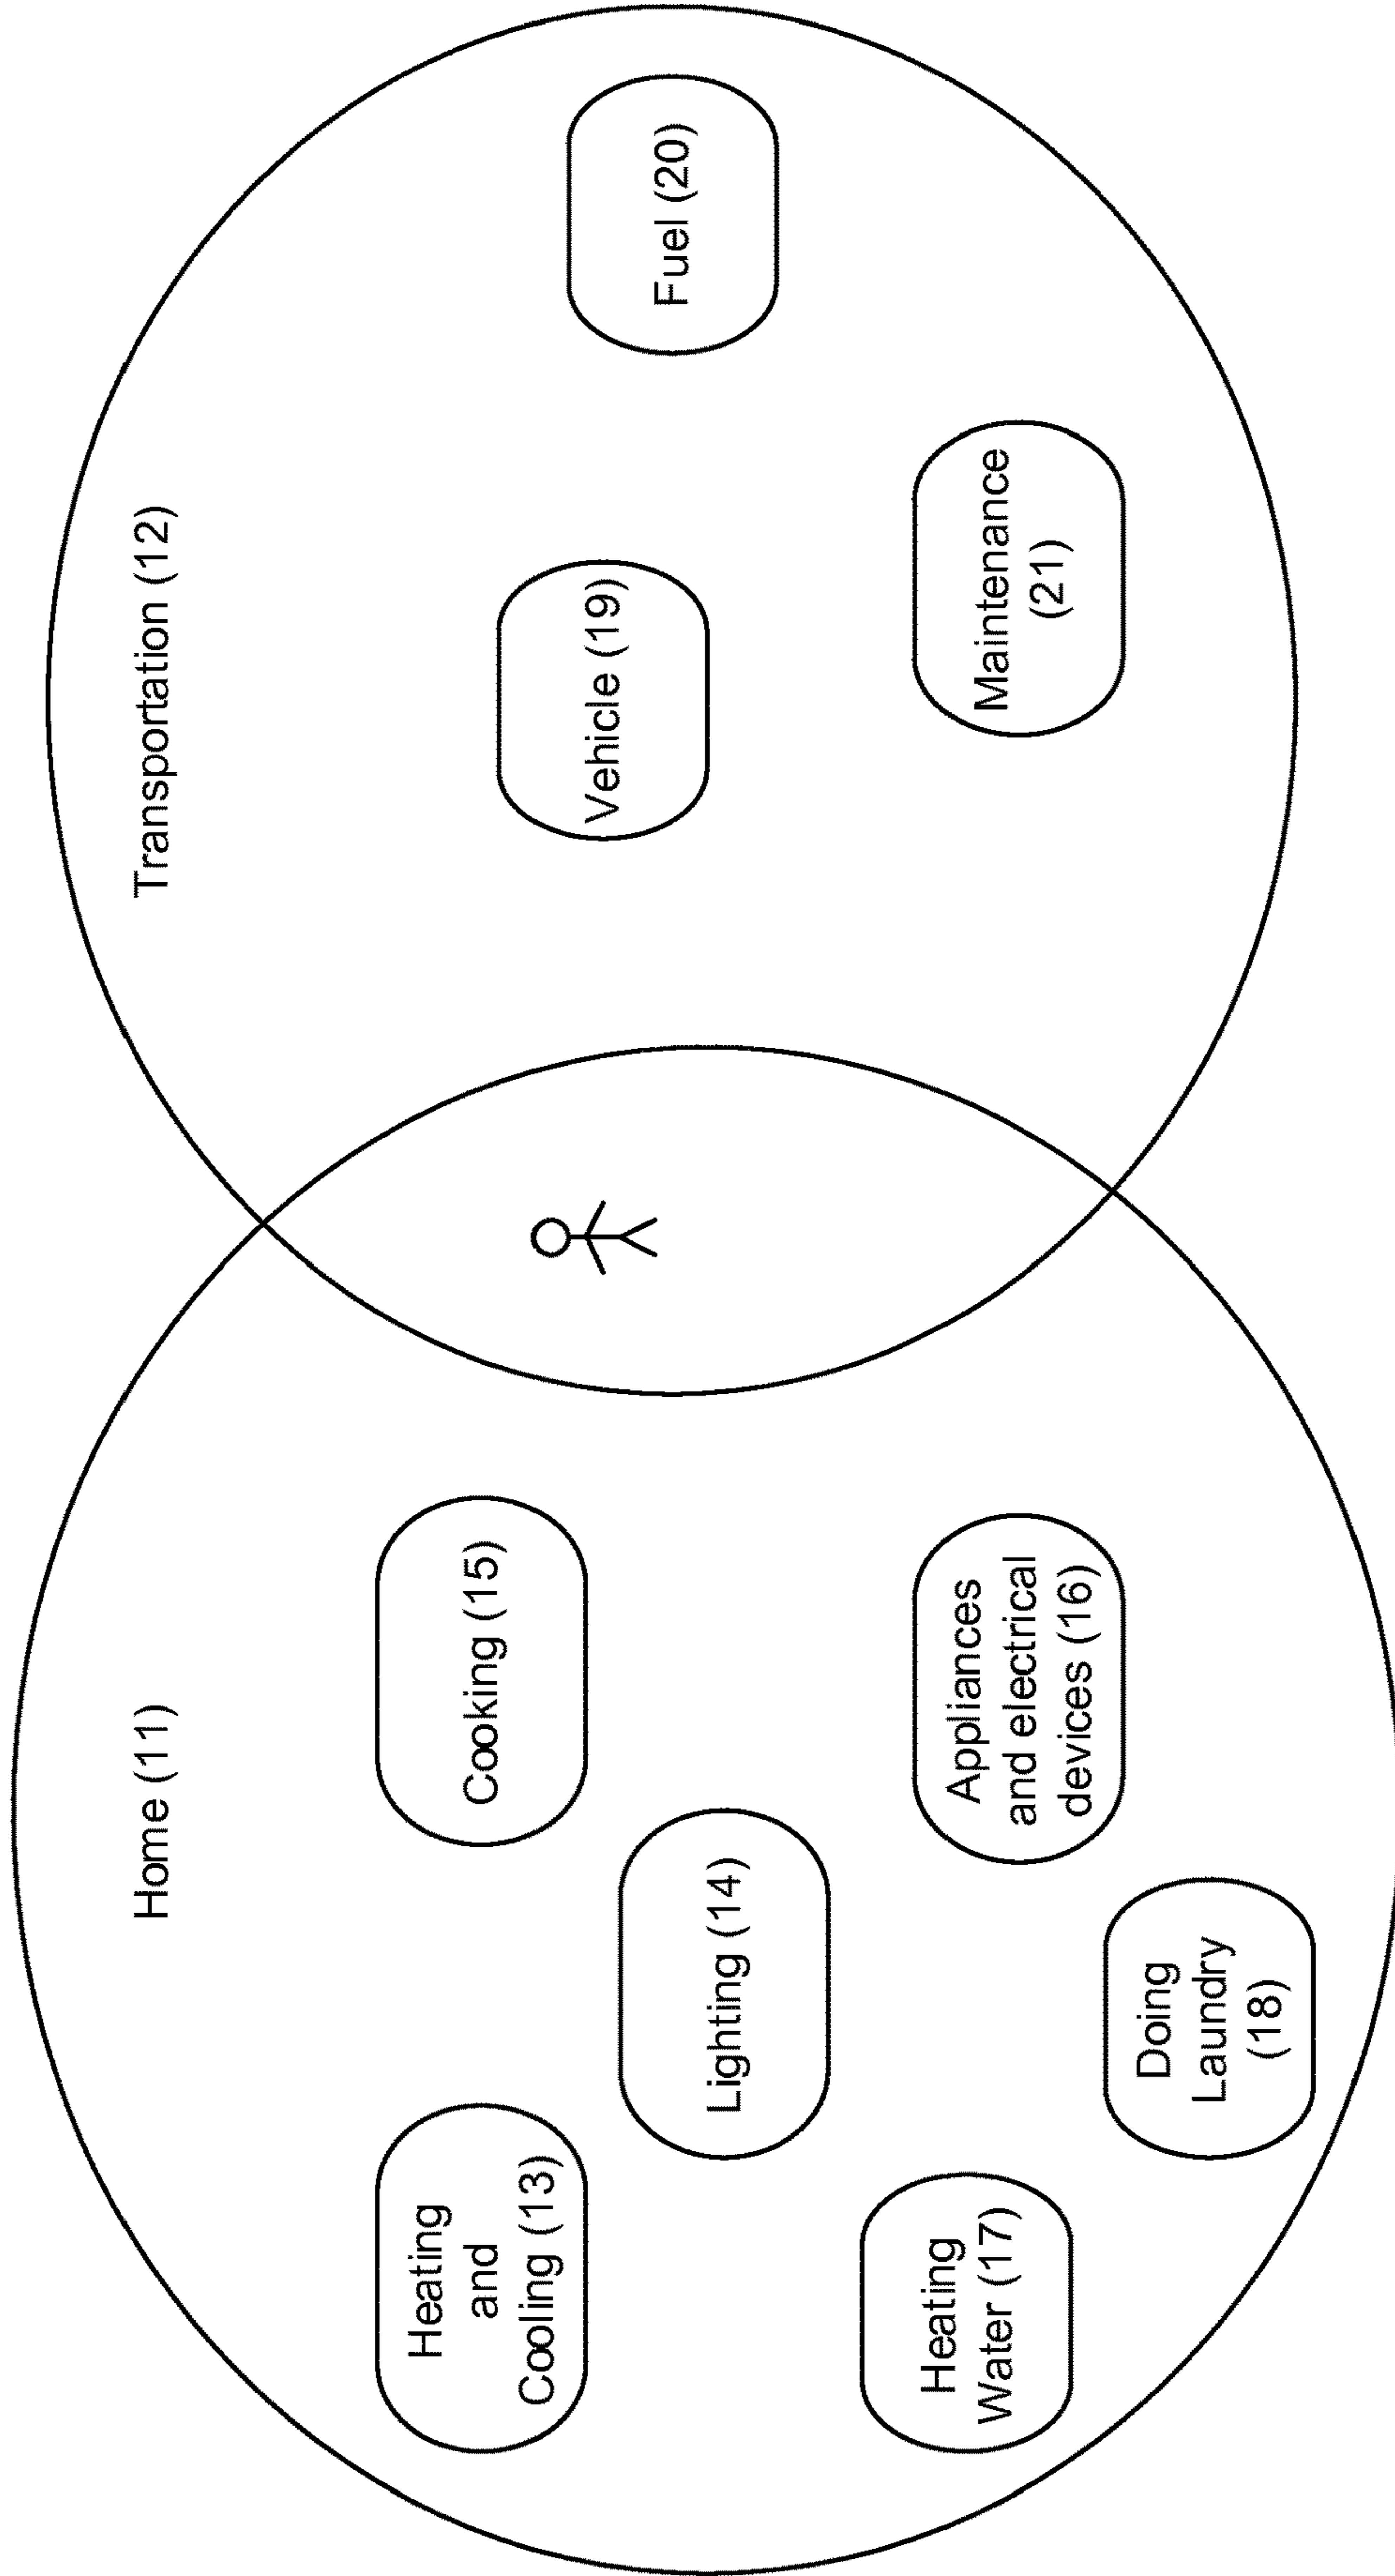 Home (11)
Heating
and
Cooling (13)
Cooking (15)
Lighting (14)
Heating
Water (17)
Appliances
and electrical
devices (16)
Doing
Laundry
(18)
Transportation (12)
Vehicle (19)
Fuel (20)
Maintenance
(21)